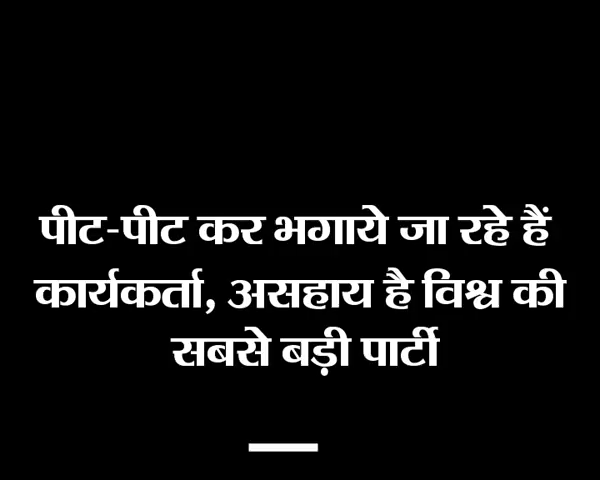 पीट-पीट कर भगाये जा रहे हैं
कार्यकर्ता, असहाय है विश्व की
सबसे बड़ी पार्टी